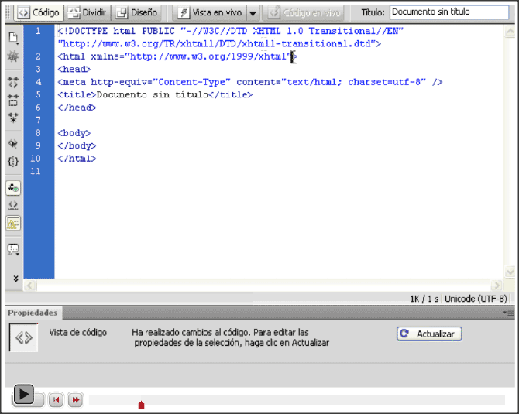 Código Dividir Diseño Vista en vivo Código en vivo Título: Documento sin título
1 <!DOCTYPE html PUBLIC "-//W3C//DTD XHTML 1.0 Transitional//EN"
"http://www.w3.org/TR/xhtml1/DTD/xhtml1-transitional.dtd">
2 <html xmlns="http://www.w3.org/1999/xhtml">
3 <head>
4 <meta http-equiv="Content-Type" content="text/html; charset=utf-8" />
5 <title>Documento sin título</title>
6 </head>
7
8 <body>
9 </body>
10 </html>
11
1K / 1 s Unicode (UTF-8)
Propiedades
Vista de código Ha realizado cambios al código. Para editar las
propiedades de la selección, haga clic en Actualizar
Actualizar